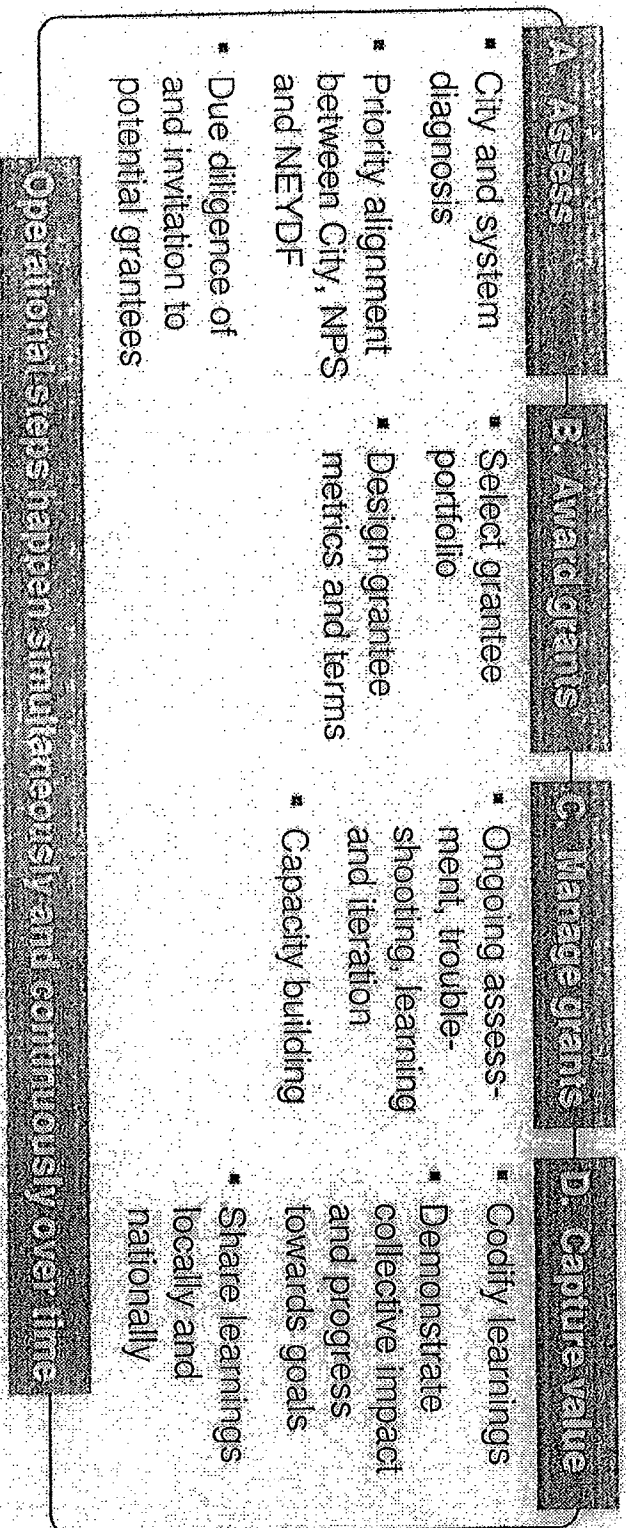 A. Assess
▪ City and system
diagnosis
▪ Priority alignment
between City, NPS
and NEYDF
▪ Due diligence of
and invitation to
potential grantees
B. Award grants
▪ Select grantee
portfolio
▪ Design grantee
metrics and terms
C. Manage grants
▪ Ongoing assess-
ment, trouble-
shooting, learning
and iteration
▪ Capacity building
D. Capture value
▪ Codify learnings
▪ Demonstrate
collective impact
and progress
towards goals
▪ Share learnings
locally and
nationally
Operational steps happen simultaneously and continuously over time